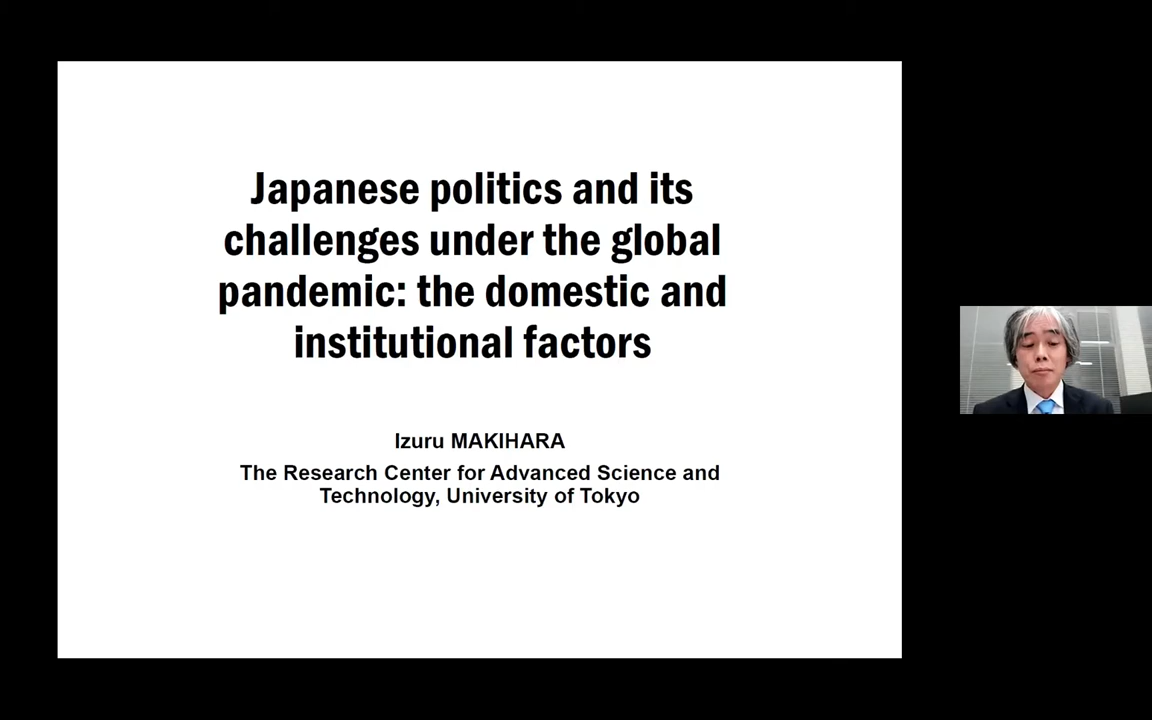 Japanese politics and its
challenges under the global
pandemic: the domestic and
institutional factors
Izuru MAKIHARA
The Research Center for Advanced Science and
Technology, University of Tokyo